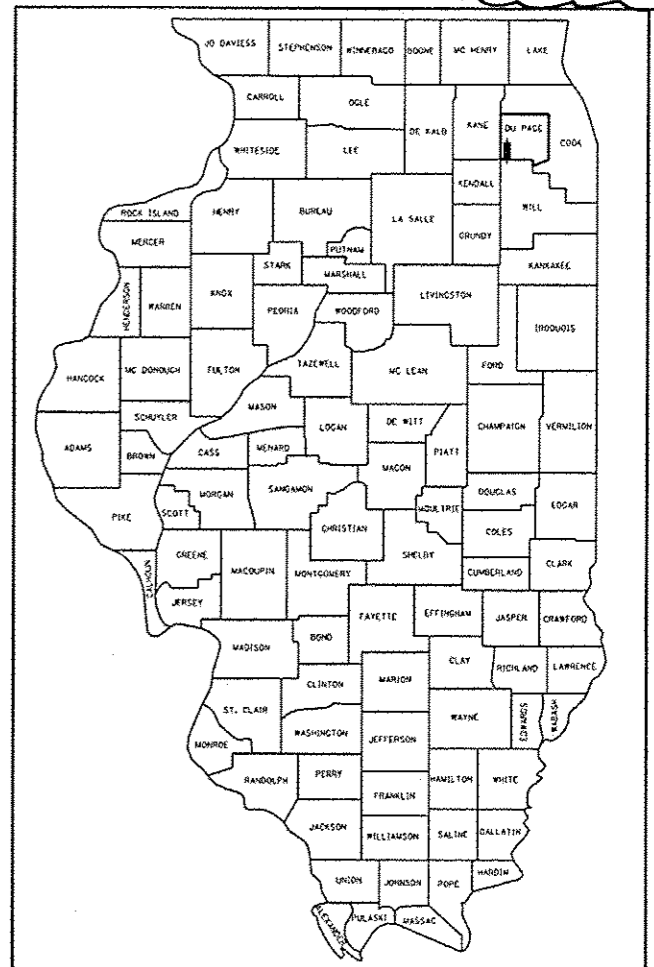 JO DAVIESS STEPHENSON WINNEBAGO BOONE MC HENRY LAKE
CARROLL OGLE DE KALB KANE DU PAGE COOK
WHITESIDE LEE KENDALL WILL
ROCK ISLAND HENRY BUREAU LA SALLE GRUNDY
MERCER PUTNAM KANKAKEE
STARK MARSHALL
HENDERSON WARREN KNOX PEORIA WOODFORD LIVINGSTON IROQUOIS
HANCOCK MC DONOUGH FULTON TAZEWELL MC LEAN FORD
SCHUYLER MASON LOGAN DE WITT CHAMPAIGN VERMILION
ADAMS BROWN CASS MENARD MACON PIATT
PIKE SCOTT MORGAN SANGAMON CHRISTIAN MOULTRIE DOUGLAS EDGAR
COLES
CALHOUN GREENE MACOUPIN MONTGOMERY SHELBY CUMBERLAND CLARK
JERSEY FAYETTE EFFINGHAM JASPER CRAWFORD
MADISON BOND CLAY RICHLAND LAWRENCE
CLINTON MARION
ST. CLAIR WASHINGTON JEFFERSON WAYNE EDWARDS WABASH
MONROE
RANDOLPH PERRY HAMILTON WHITE
FRANKLIN
JACKSON WILLIAMSON SALINE GALLATIN
UNION JOHNSON POPE HARDIN
ALEXANDER PULASKI MASSAC